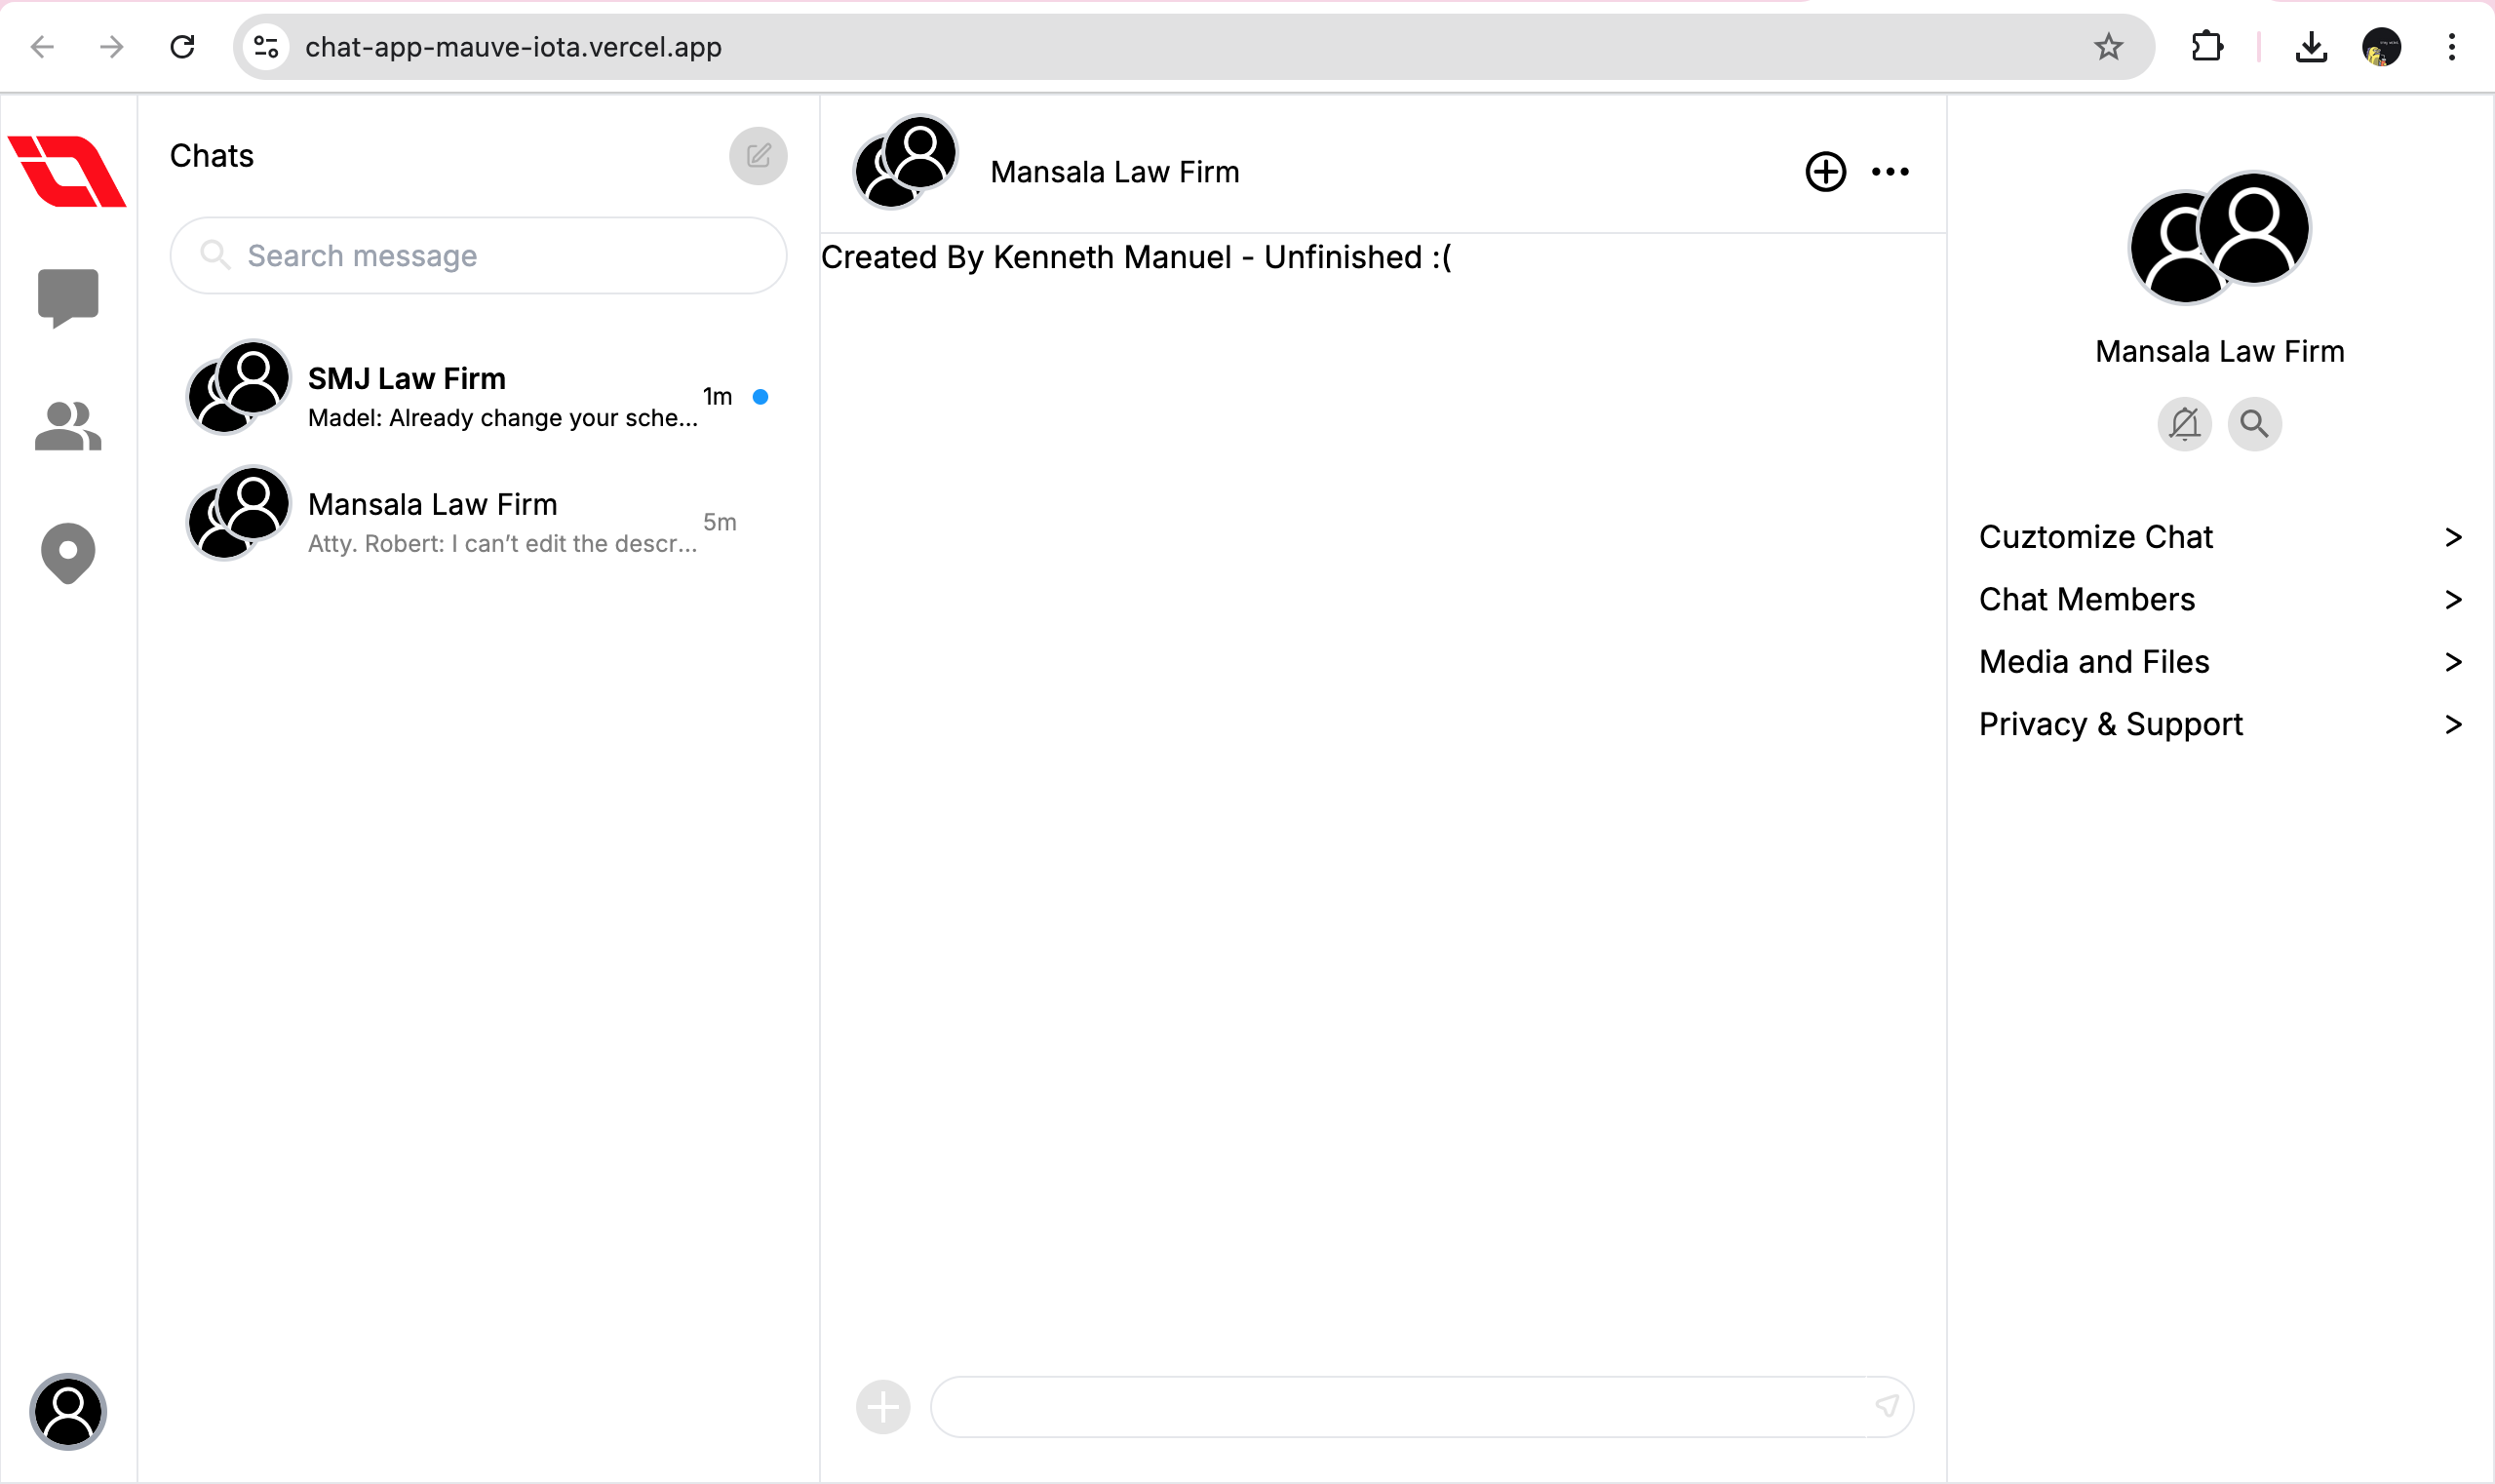 chat-app-mauve-iota.vercel.app
Chats
Search message
SMJ Law Firm
Madel: Already change your sche...
1m
Mansala Law Firm
Atty. Robert: I can’t edit the descr...
5m
Mansala Law Firm
Created By Kenneth Manuel - Unfinished :(
Mansala Law Firm
Cuztomize Chat >
Chat Members >
Media and Files >
Privacy & Support >